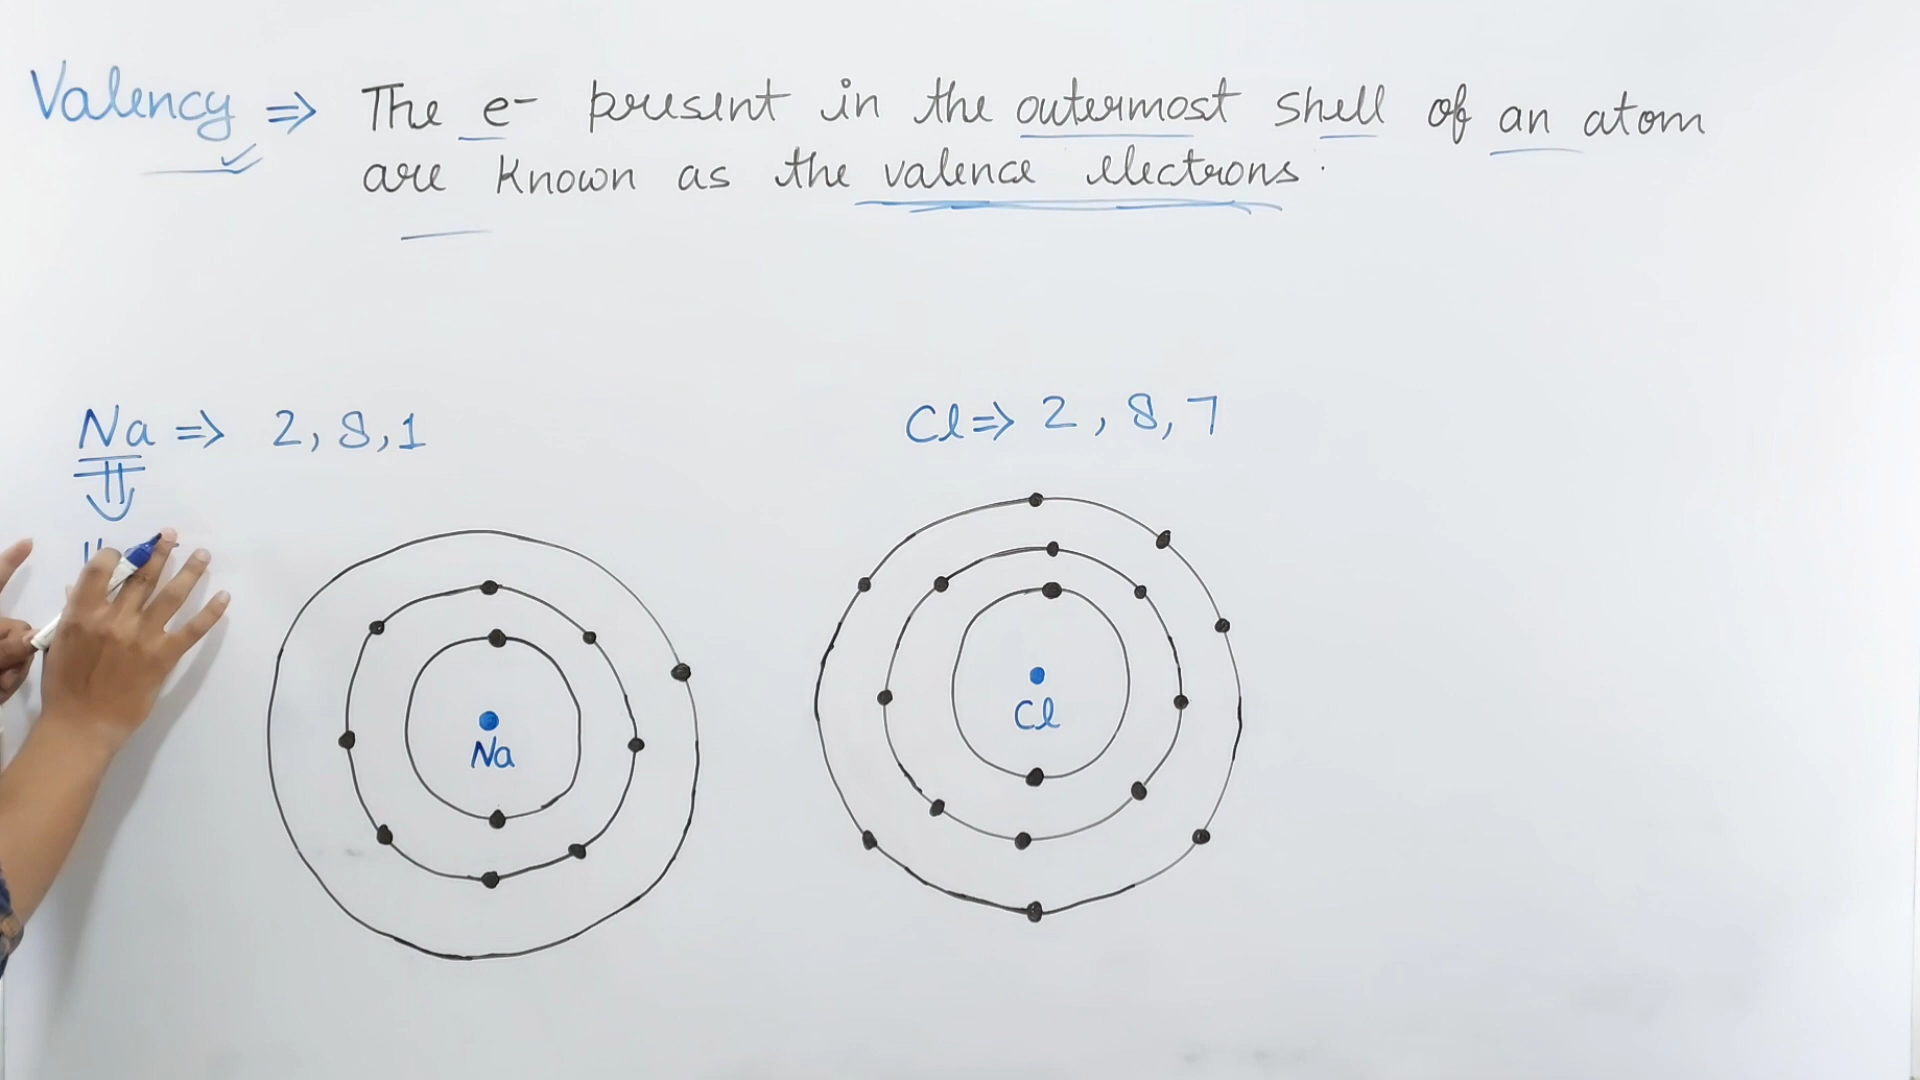 Valency ⇒ The e- present in the outermost shell of an atom
are known as the valence electrons.
Na ⇒ 2, 8, 1
Cl ⇒ 2, 8, 7
Na
Cl